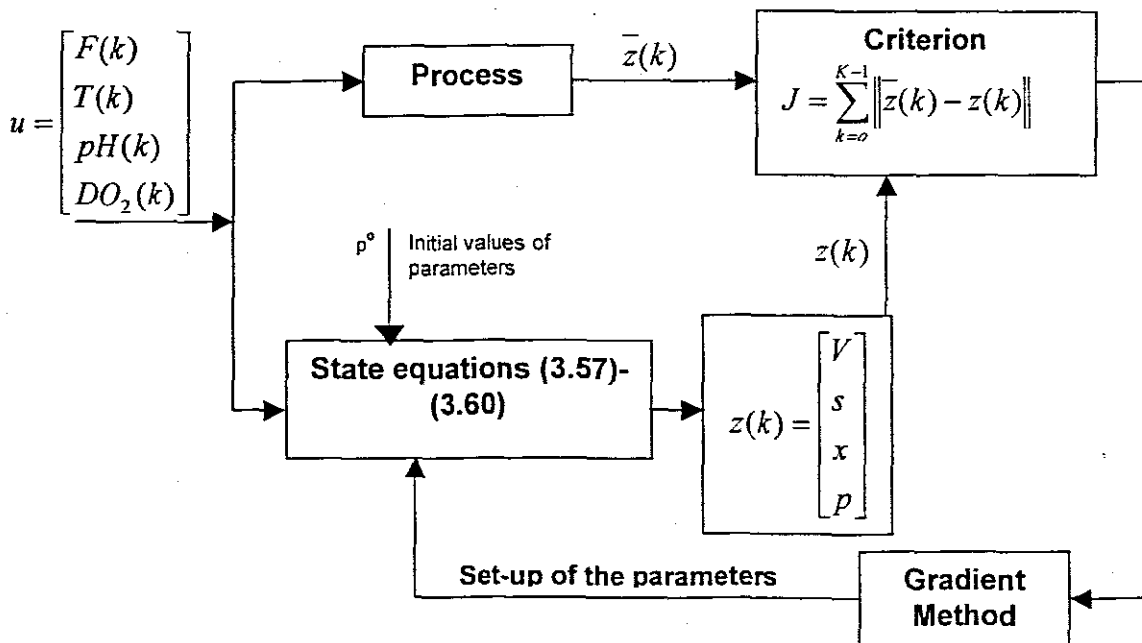 u = [F(k)
T(k)
pH(k)
DO₂(k)]
Process
z̄(k)
Criterion
J = ∑_{k=o}^{K-1} ‖z̄(k) − z(k)‖
p° Initial values of
parameters
z(k)
State equations (3.57)-
(3.60)
z(k) = [V
s
x
p]
Set-up of the parameters
Gradient
Method